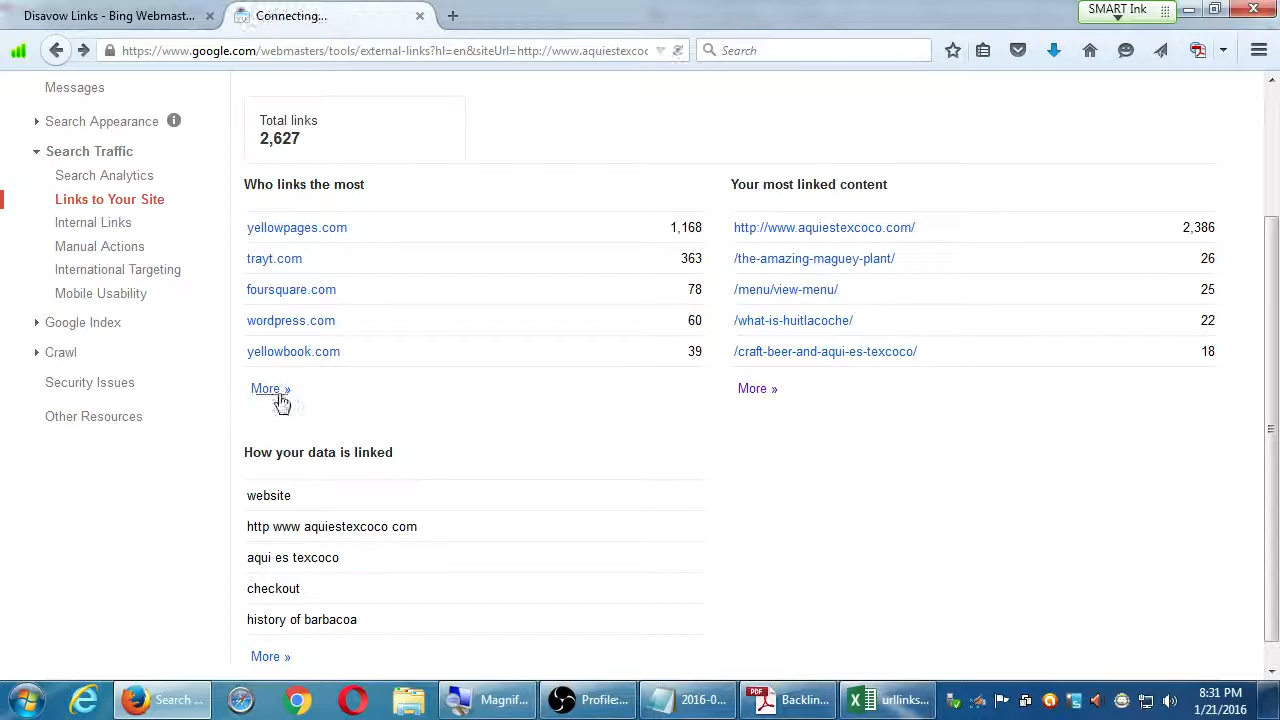 Disavow Links - Bing Webmast...
Connecting...
SMART Ink
https://www.google.com/webmasters/tools/external-links?hl=en&siteUrl=http://www.aquiestexcoc
Search
Messages
Search Appearance
Search Traffic
Search Analytics
Links to Your Site
Internal Links
Manual Actions
International Targeting
Mobile Usability
Google Index
Crawl
Security Issues
Other Resources
Total links
2,627
Who links the most
yellowpages.com 1,168
trayt.com 363
foursquare.com 78
wordpress.com 60
yellowbook.com 39
More »
Your most linked content
http://www.aquiestexcoco.com/ 2,386
/the-amazing-maguey-plant/ 26
/menu/view-menu/ 25
/what-is-huitlacoche/ 22
/craft-beer-and-aqui-es-texcoco/ 18
More »
How your data is linked
website
http www aquiestexcoco com
aqui es texcoco
checkout
history of barbacoa
More »
Search ...
Magnif...
Profile:...
2016-0...
PDF
Backlin...
urllinks...
8:31 PM
1/21/2016